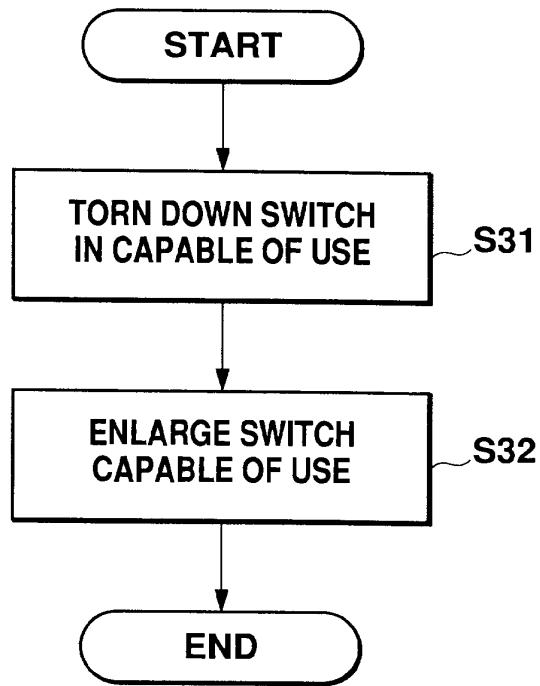 START
TORN DOWN SWITCH
IN CAPABLE OF USE
S31
ENLARGE SWITCH
CAPABLE OF USE
S32
END